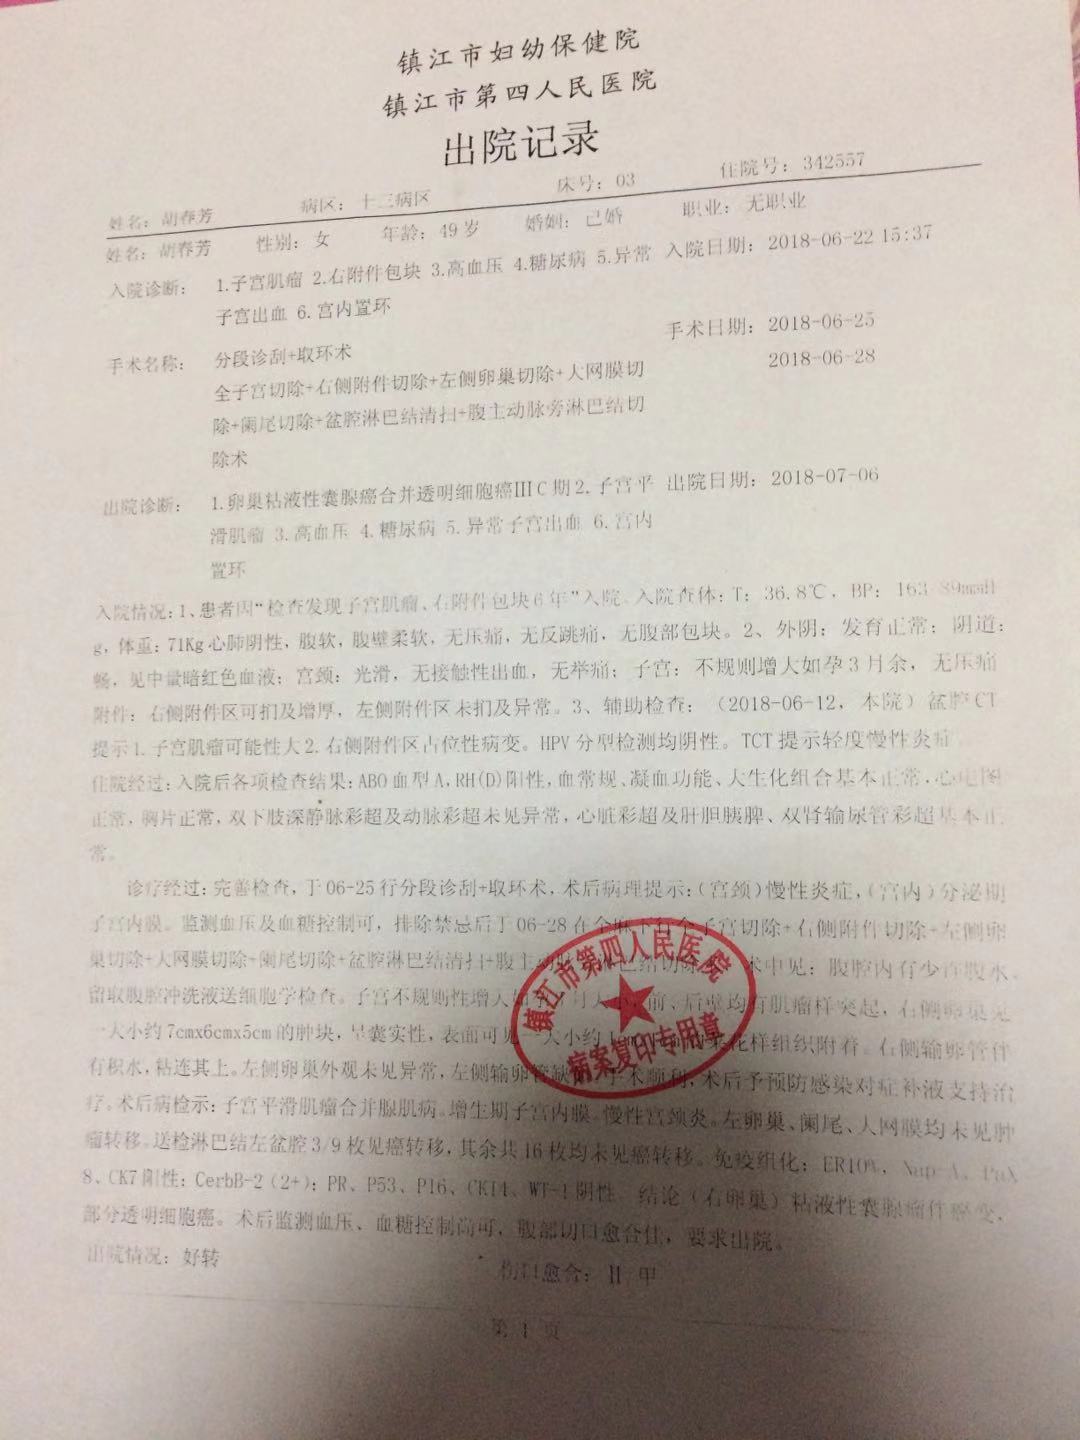 镇江市妇幼保健院
镇江市第四人民医院
出院记录
姓名：胡春芳 病区：十三病区 床号：03 住院号：342557
姓名：胡春芳 性别：女 年龄：49岁 婚姻：已婚 职业：无职业
入院诊断： 1.子宫肌瘤 2.右附件包块 3.高血压 4.糖尿病 5.异常 入院日期：2018-06-22 15:37
子宫出血 6.宫内置环
手术名称： 分段诊刮+取环术 手术日期：2018-06-25
全子宫切除+右侧附件切除+左侧卵巢切除+大网膜切 2018-06-28
除+阑尾切除+盆腔淋巴结清扫+腹主动脉旁淋巴结切
除术
出院诊断： 1.卵巢粘液性囊腺癌合并透明细胞癌ⅢC期2.子宫平 出院日期：2018-07-06
滑肌瘤 3.高血压 4.糖尿病 5.异常子宫出血 6.宫内
置环
入院情况：1、患者因“检查发现子宫肌瘤、右附件包块6年”入院。入院查体：T：36.8℃，BP：163/89mmH
g，体重：71Kg心肺阴性，腹软，腹壁柔软，无压痛，无反跳痛，无腹部包块。2、外阴：发育正常；阴道：
畅，见中量暗红色血液；宫颈：光滑，无接触性出血，无举痛；子宫：不规则增大如孕3月余，无压痛
附件：右侧附件区可扪及增厚，左侧附件区未扪及异常。3、辅助检查：（2018-06-12，本院）盆腔CT
提示1.子宫肌瘤可能性大2.右侧附件区占位性病变。HPV分型检测均阴性。TCT提示轻度慢性炎症
住院经过：入院后各项检查结果：ABO血型A，RH(D)阳性，血常规、凝血功能、大生化组合基本正常，心电图
正常，胸片正常，双下肢深静脉彩超及动脉彩超未见异常，心脏彩超及肝胆胰脾、双肾输尿管彩超基本正
常。
诊疗经过：完善检查，于06-25行分段诊刮+取环术，术后病理提示：（宫颈）慢性炎症，（宫内）分泌期
子宫内膜。监测血压及血糖控制可，排除禁忌后于06-28在全麻下行全子宫切除+右侧附件切除+左侧卵
巢切除+大网膜切除+阑尾切除+盆腔淋巴结清扫+腹主动脉 淋巴结切除 术中见：腹腔内有少许腹水，
留取腹腔冲洗液送细胞学检查。子宫不规则性增大如孕 月大小，前、后壁均有肌瘤样突起，右侧卵巢见
一大小约7cmx6cmx5cm的肿块，呈囊实性，表面可见一大小约 菜花样组织附着。右侧输卵管伴
有积水，粘连其上。左侧卵巢外观未见异常，左侧输卵管缺 手术顺利，术后予预防感染对症补液支持治
疗。术后病检示：子宫平滑肌瘤合并腺肌病。增生期子宫内膜。慢性宫颈炎。左卵巢、阑尾、大网膜均未见肿
瘤转移。送检淋巴结左盆腔3/9枚见癌转移，其余共16枚均未见癌转移。免疫组化：ER10%，Nap-A、PaX
8、CK7阳性；CerbB-2（2+）；PR、P53、P16、CK14、WT-1阴性 结论（右卵巢）粘液性囊腺瘤伴癌变，
部分透明细胞癌。术后监测血压、血糖控制尚可，腹部切口愈合佳，要求出院。
出院情况：好转 伤口愈合：II 甲
第 1 页
镇江市第四人民医院
病案复印专用章